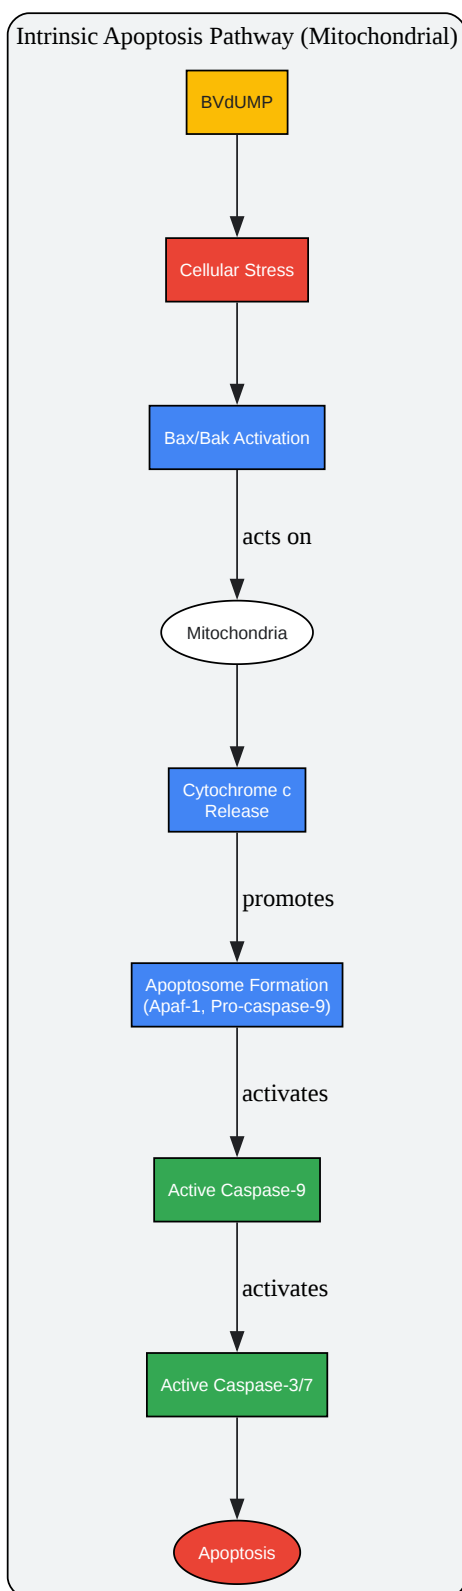 Intrinsic Apoptosis Pathway (Mitochondrial)
BVdUMP
Cellular Stress
Bax/Bak Activation
acts on
Mitochondria
Cytochrome c
Release
promotes
Apoptosome Formation
(Apaf-1, Pro-caspase-9)
activates
Active Caspase-9
activates
Active Caspase-3/7
Apoptosis